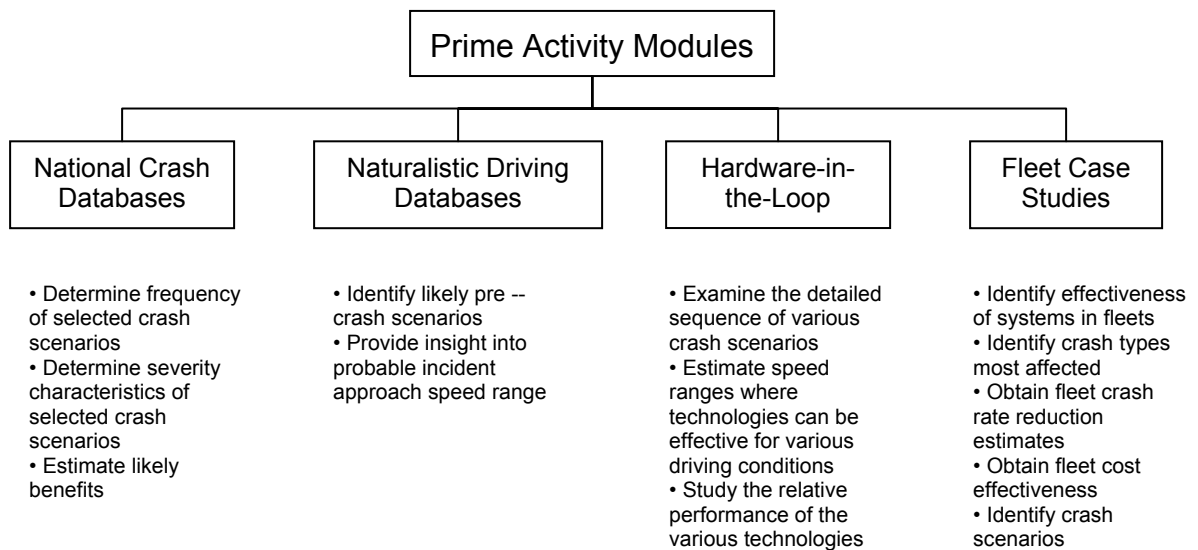 Prime Activity Modules
National Crash
Databases
Naturalistic Driving
Databases
Hardware-in-
the-Loop
Fleet Case
Studies
• Determine frequency
of selected crash
scenarios
• Determine severity
characteristics of
selected crash
scenarios
• Estimate likely
benefits
• Identify likely pre --
crash scenarios
• Provide insight into
probable incident
approach speed range
• Examine the detailed
sequence of various
crash scenarios
• Estimate speed
ranges where
technologies can be
effective for various
driving conditions
• Study the relative
performance of the
various technologies
• Identify effectiveness
of systems in fleets
• Identify crash types
most affected
• Obtain fleet crash
rate reduction
estimates
• Obtain fleet cost
effectiveness
• Identify crash
scenarios